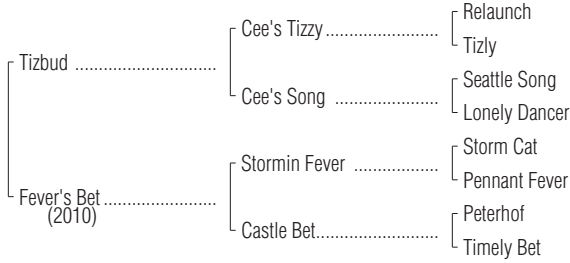 Relaunch
Cee's Tizzy
Tizly
Tizbud
Seattle Song
Cee's Song
Lonely Dancer
Storm Cat
Stormin Fever
Pennant Fever
Fever's Bet
(2010)
Peterhof
Castle Bet
Timely Bet